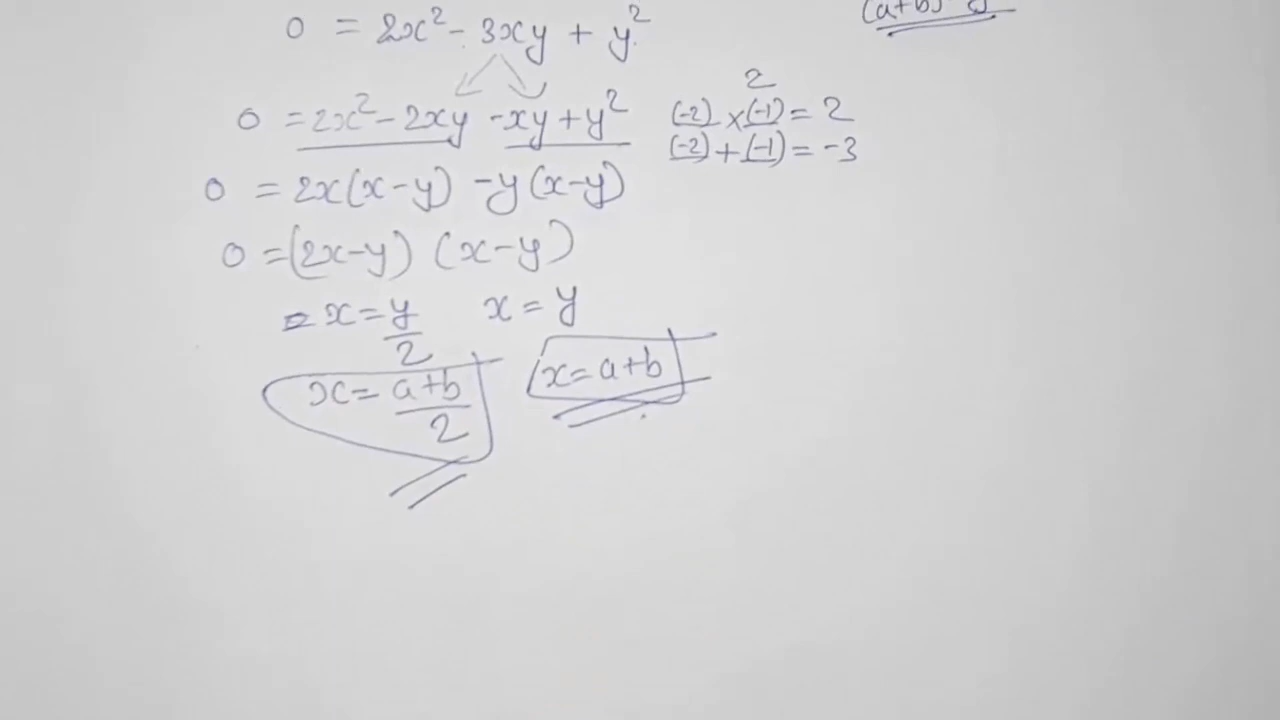 0 = 2x² - 3xy + y²
(a+b)
2
0 = 2x² - 2xy - xy + y²
(-2) x (-1) = 2
(-2) + (-1) = -3
0 = 2x(x-y) -y(x-y)
0 = (2x-y) (x-y)
x = y/2
x = y
x = a+b
x = a+b/2